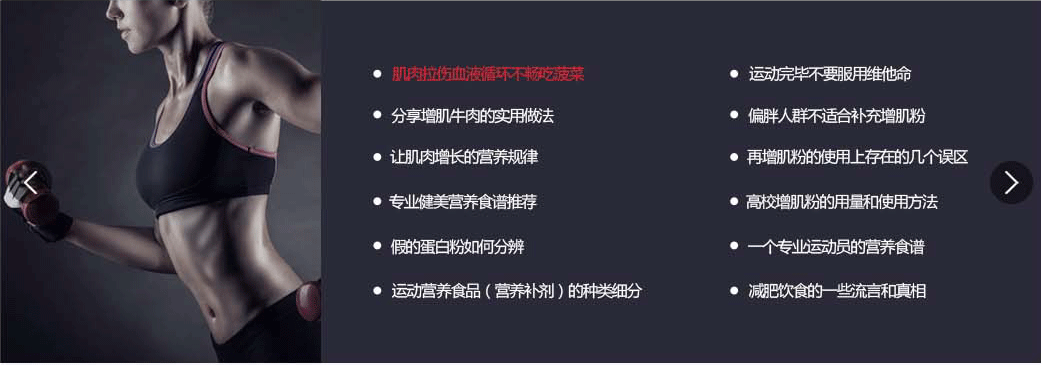 肌肉拉伤血液循环不畅吃菠菜
分享增肌牛肉的实用做法
让肌肉增长的营养规律
专业健美营养食谱推荐
假的蛋白粉如何分辨
运动营养食品（营养补剂）的种类细分
运动完毕不要服用维他命
偏胖人群不适合补充增肌粉
再增肌粉的使用上存在的几个误区
高校增肌粉的用量和使用方法
一个专业运动员的营养食谱
减肥饮食的一些流言和真相